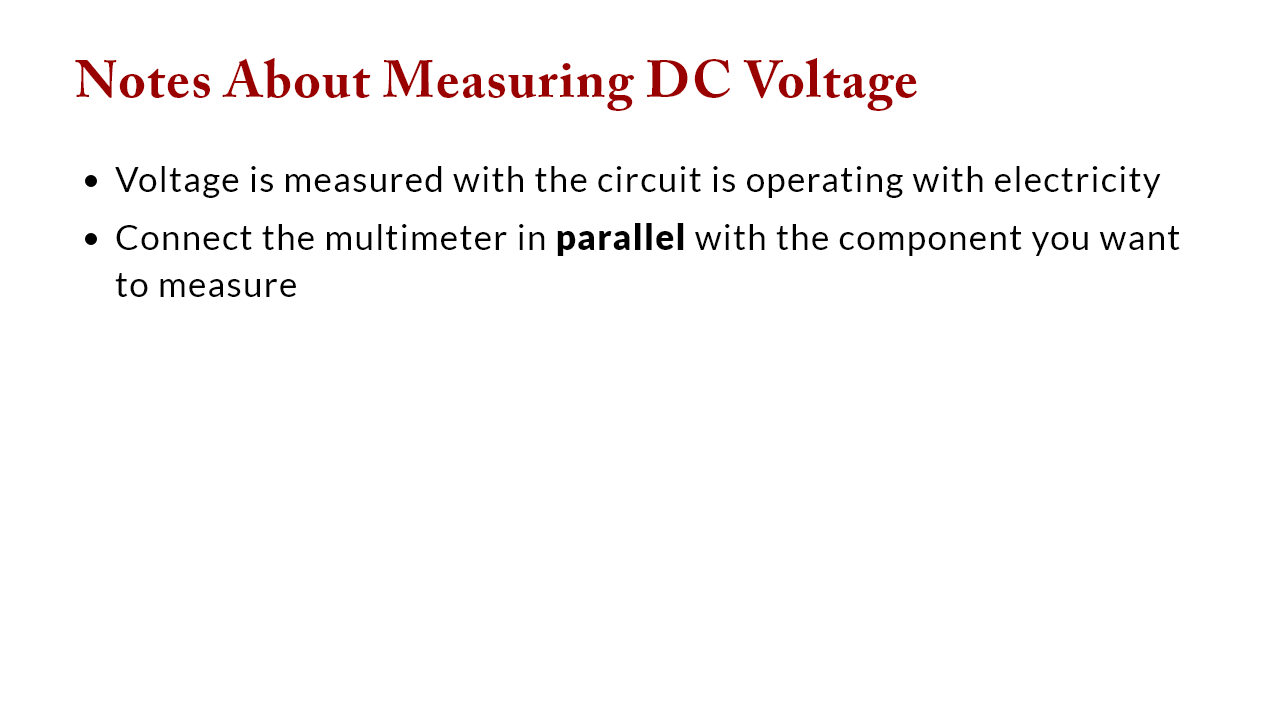 Notes About Measuring DC Voltage
• Voltage is measured with the circuit is operating with electricity
• Connect the multimeter in parallel with the component you want
to measure